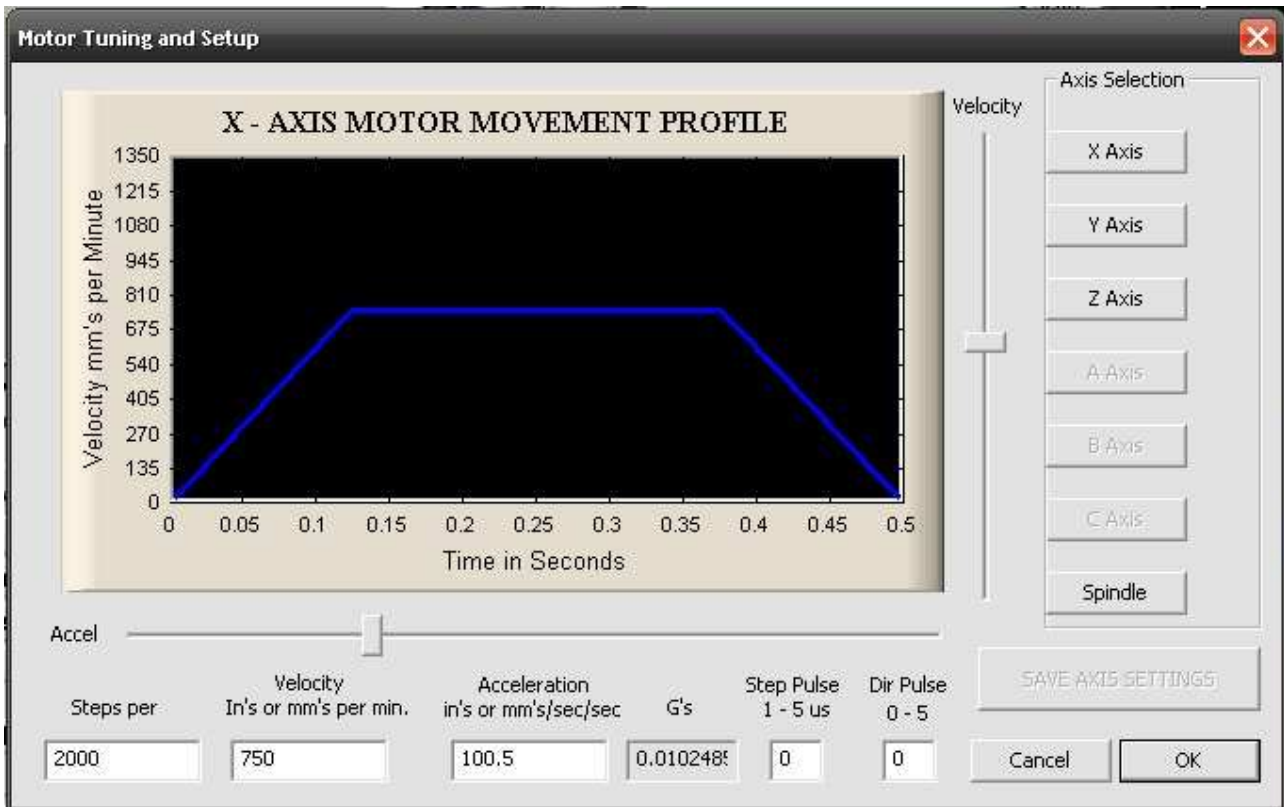 Motor Tuning and Setup
X - AXIS MOTOR MOVEMENT PROFILE
Velocity mm's per Minute
1350
1215
1080
945
810
675
540
405
270
135
0
0 0.05 0.1 0.15 0.2 0.25 0.3 0.35 0.4 0.45 0.5
Time in Seconds
Velocity
Axis Selection
X Axis
Y Axis
Z Axis
A Axis
B Axis
C Axis
Spindle
Accel
Steps per
Velocity
In's or mm's per min.
Acceleration
in's or mm's/sec/sec
G's
Step Pulse
1 - 5 us
Dir Pulse
0 - 5
2000
750
100.5
0.010248
0
0
SAVE AXIS SETTINGS
Cancel
OK